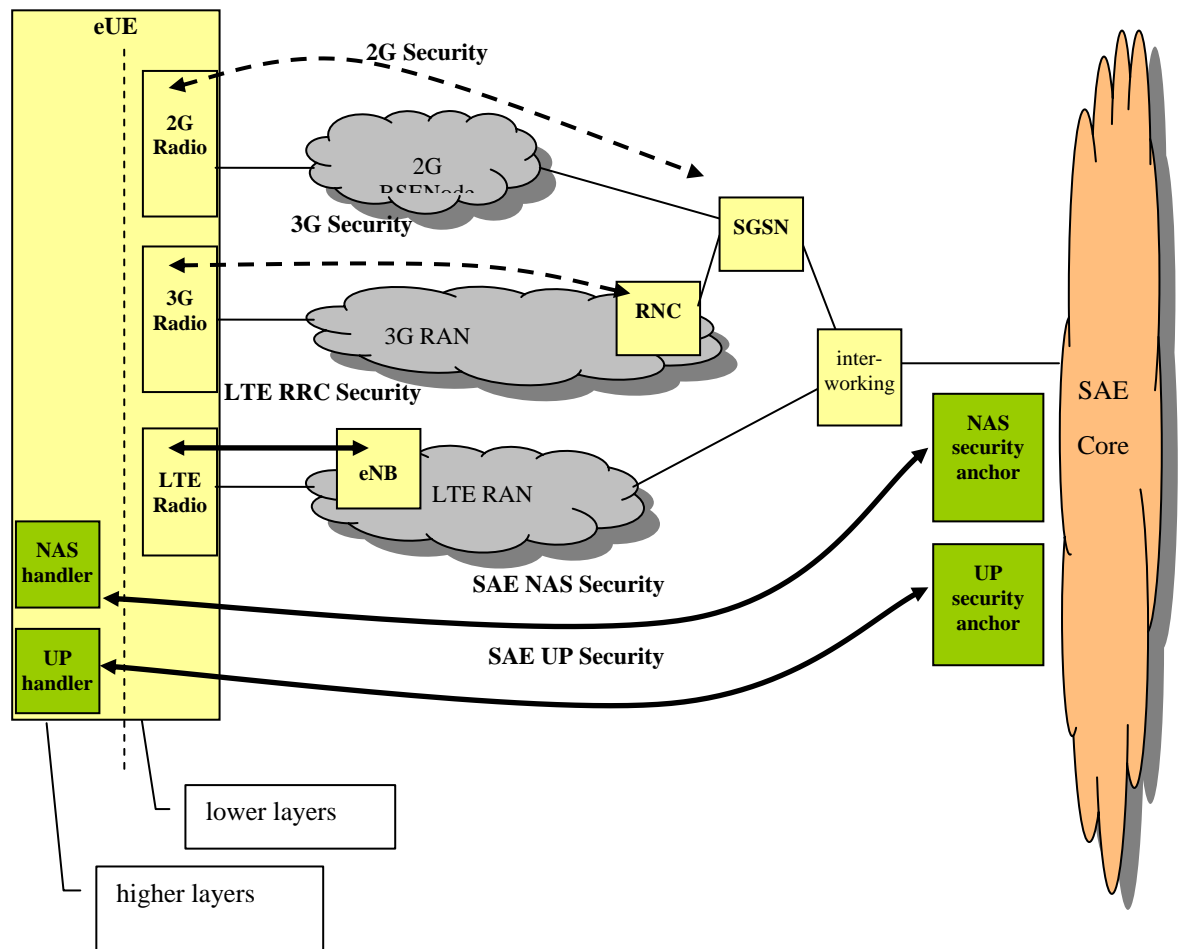 eUE
2G Security
2G
Radio
2G
3G Security
SGSN
3G
Radio
3G RAN
RNC
inter-
working
LTE RRC Security
SAE
Core
NAS
security
anchor
LTE
Radio
eNB
LTE RAN
NAS
handler
SAE NAS Security
UP
security
anchor
UP
handler
SAE UP Security
lower layers
higher layers